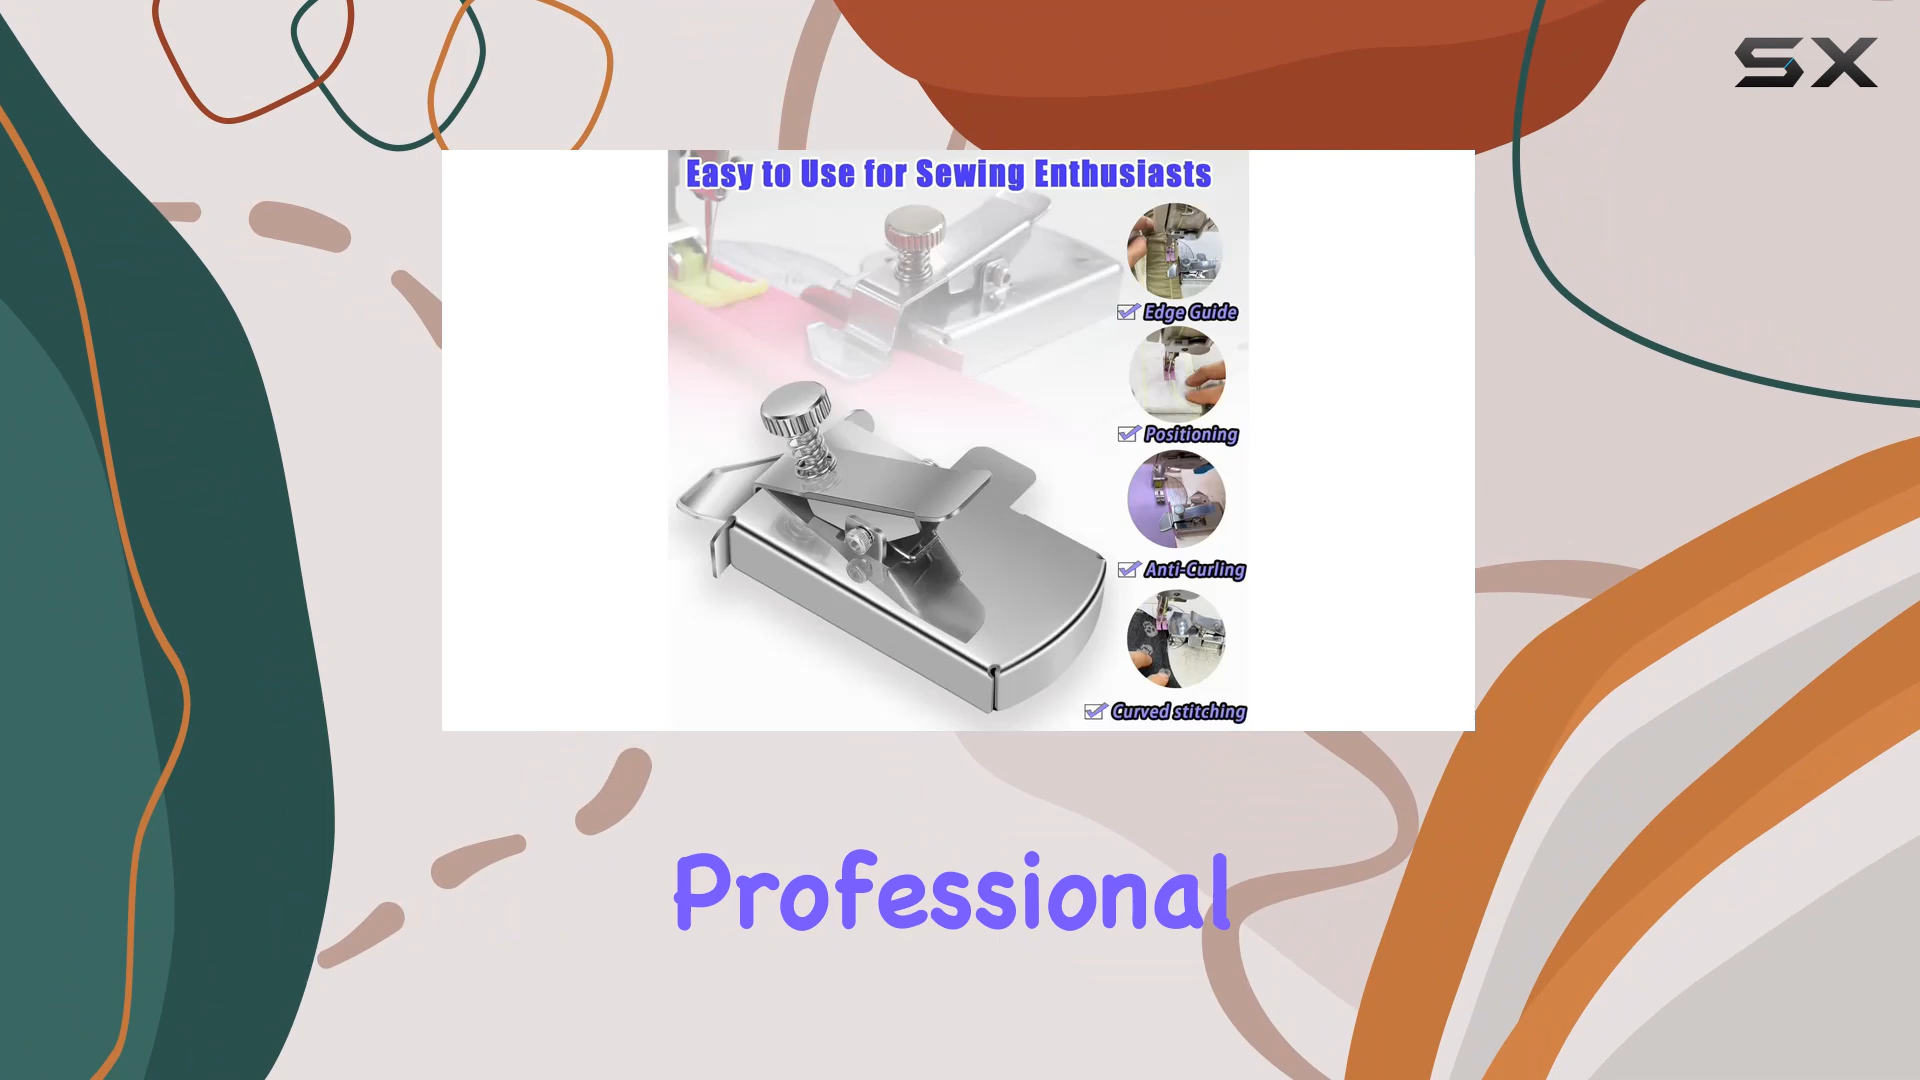 SX
Easy to Use for Sewing Enthusiasts
Edge Guide
Positioning
Anti-Curling
Curved stitching
Professional